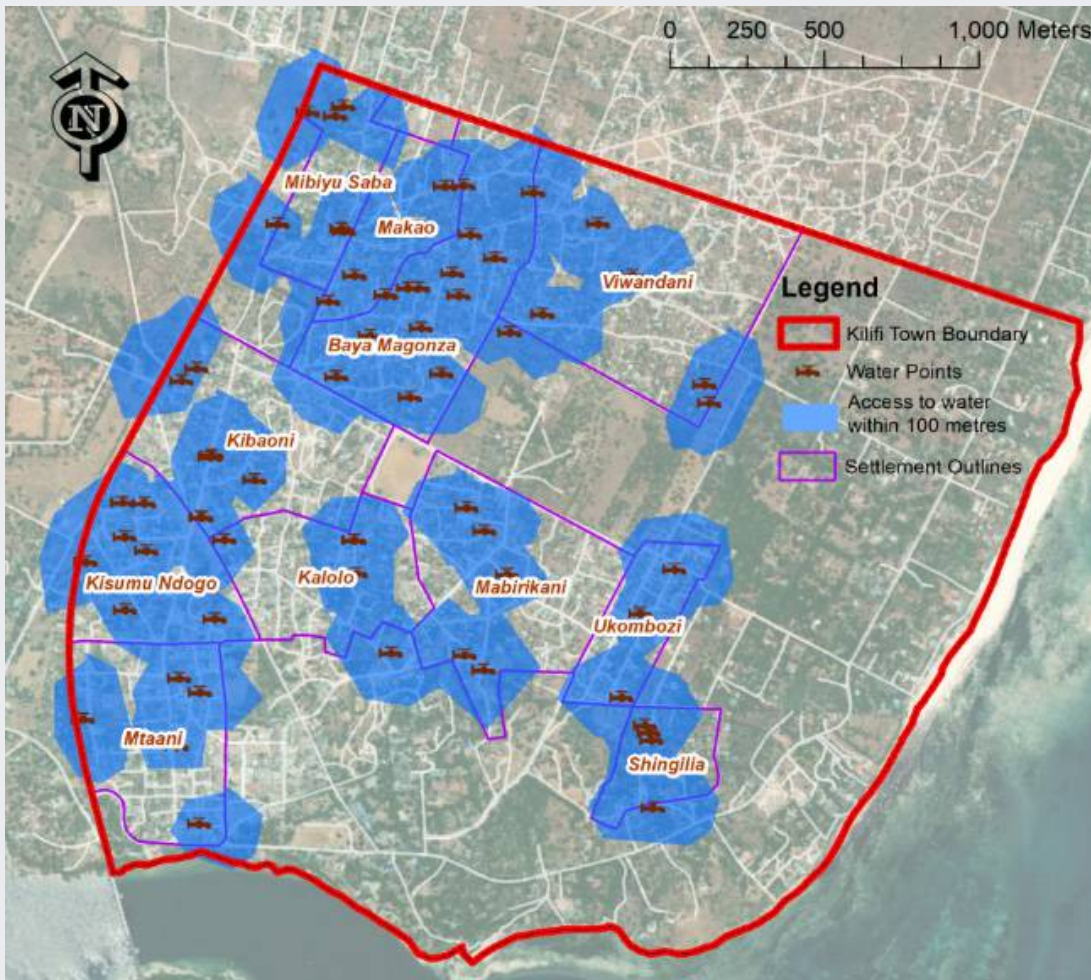 0 250 500 1,000 Meters
N
Mibiyu Saba
Makao
Viwandani
Legend
Kilifi Town Boundary
Water Points
Access to water
within 100 metres
Settlement Outlines
Baya Magonza
Kibaoni
Kisumu Ndogo
Kalolo
Mabirikani
Ukombozi
Mtaani
Shingilia